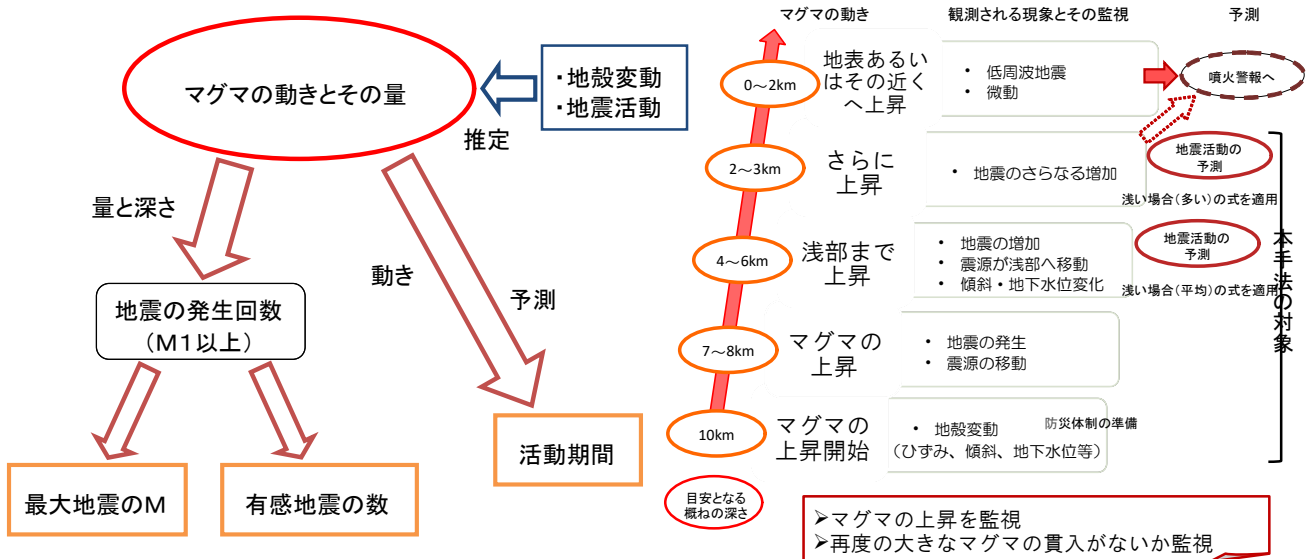 マグマの動きとその量
・地殻変動
・地震活動
推定
量と深さ
動き
予測
地震の発生回数
（M１以上）
最大地震のM
有感地震の数
活動期間
マグマの動き
観測される現象とその監視
予測
0～2km
地表あるい
はその近く
へ上昇
• 低周波地震
• 微動
噴火警報へ
2～3km
さらに
上昇
• 地震のさらなる増加
地震活動の
予測
浅い場合（多い）の式を適用
4～6km
浅部まで
上昇
• 地震の増加
• 震源が浅部へ移動
• 傾斜・地下水位変化
地震活動の
予測
浅い場合（平均）の式を適用
7～8km
マグマの
上昇
• 地震の発生
• 震源の移動
10km
マグマの
上昇開始
• 地殻変動
（ひずみ、傾斜、地下水位等）
防災体制の準備
本手法の対象
目安となる
概ねの深さ
➢マグマの上昇を監視
➢再度の大きなマグマの貫入がないか監視